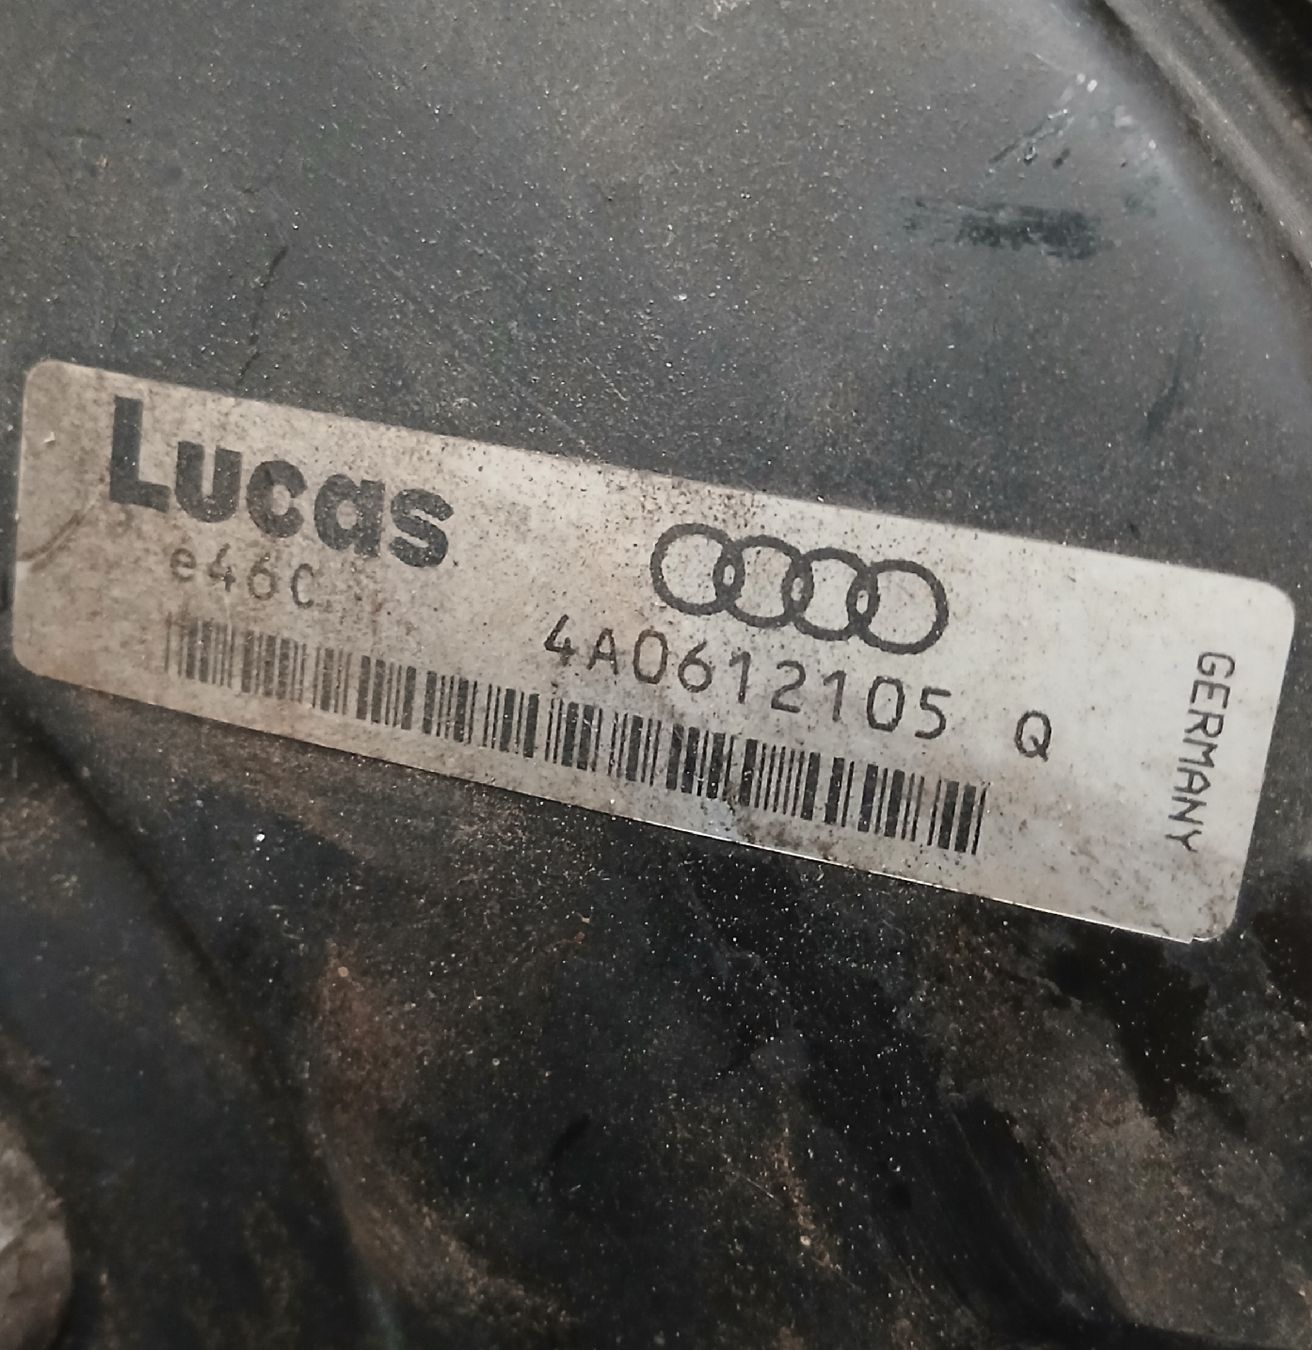 Lucas
e46C
4A0612105 Q
GERMANY